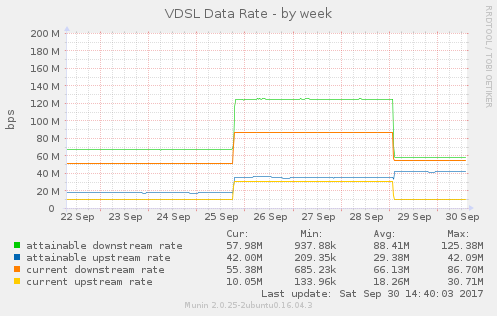 VDSL Data Rate - by week
RRDTOOL / TOBI OETIKER
bps
200 M
180 M
160 M
140 M
120 M
100 M
80 M
60 M
40 M
20 M
0
22 Sep 23 Sep 24 Sep 25 Sep 26 Sep 27 Sep 28 Sep 29 Sep 30 Sep
Cur: Min: Avg: Max:
attainable downstream rate 57.98M 937.88k 88.41M 125.38M
attainable upstream rate 42.00M 209.35k 29.38M 42.09M
current downstream rate 55.38M 685.23k 66.13M 86.70M
current upstream rate 10.05M 133.96k 18.26M 30.71M
Last update: Sat Sep 30 14:40:03 2017
Munin 2.0.25-2ubuntu0.16.04.3